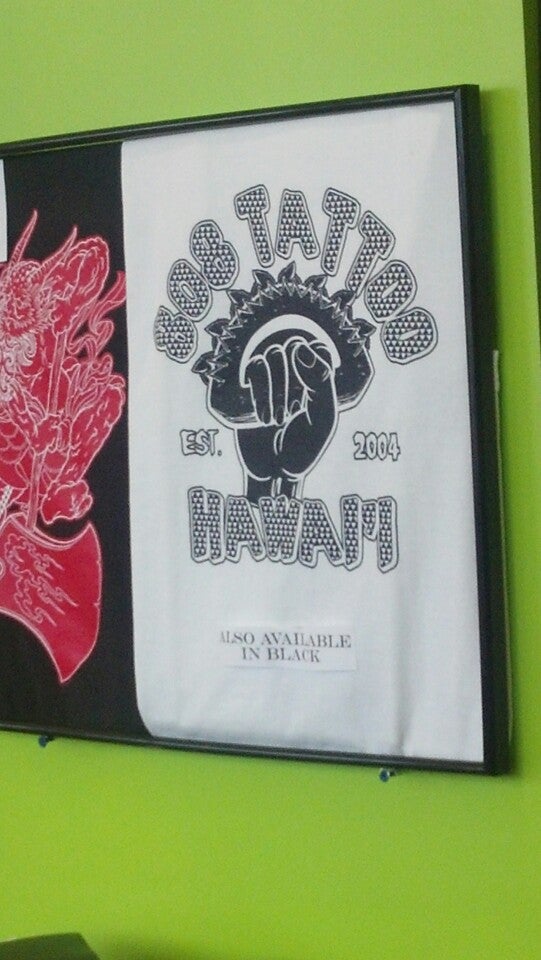 808 TATTOO
EST. 2004
HAWAI'I
ALSO AVAILABLE
IN BLACK